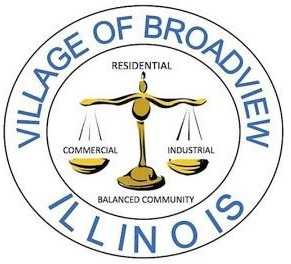 VILLAGE OF BROADVIEW
RESIDENTIAL
COMMERCIAL INDUSTRIAL
BALANCED COMMUNITY
ILLINOIS